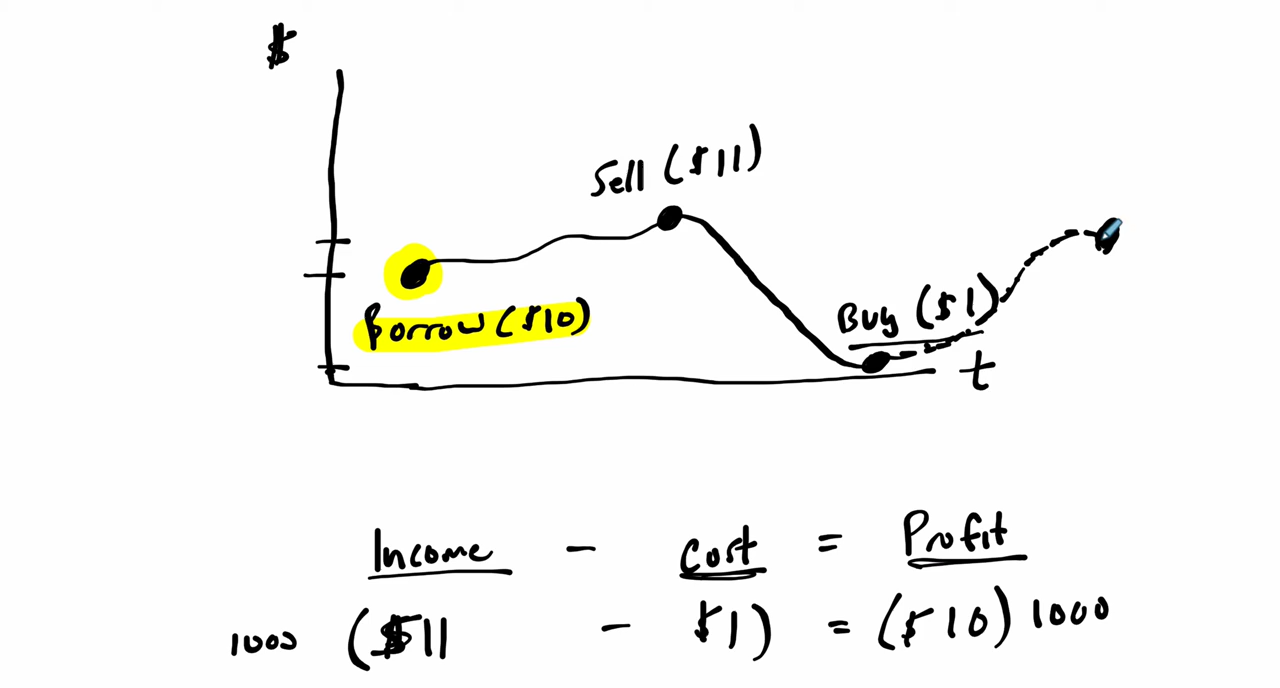 $
Sell ($11)
Borrow ($10)
Buy ($1)
t
Income - Cost = Profit
1000 ($11 - $1) = ($10) 1000